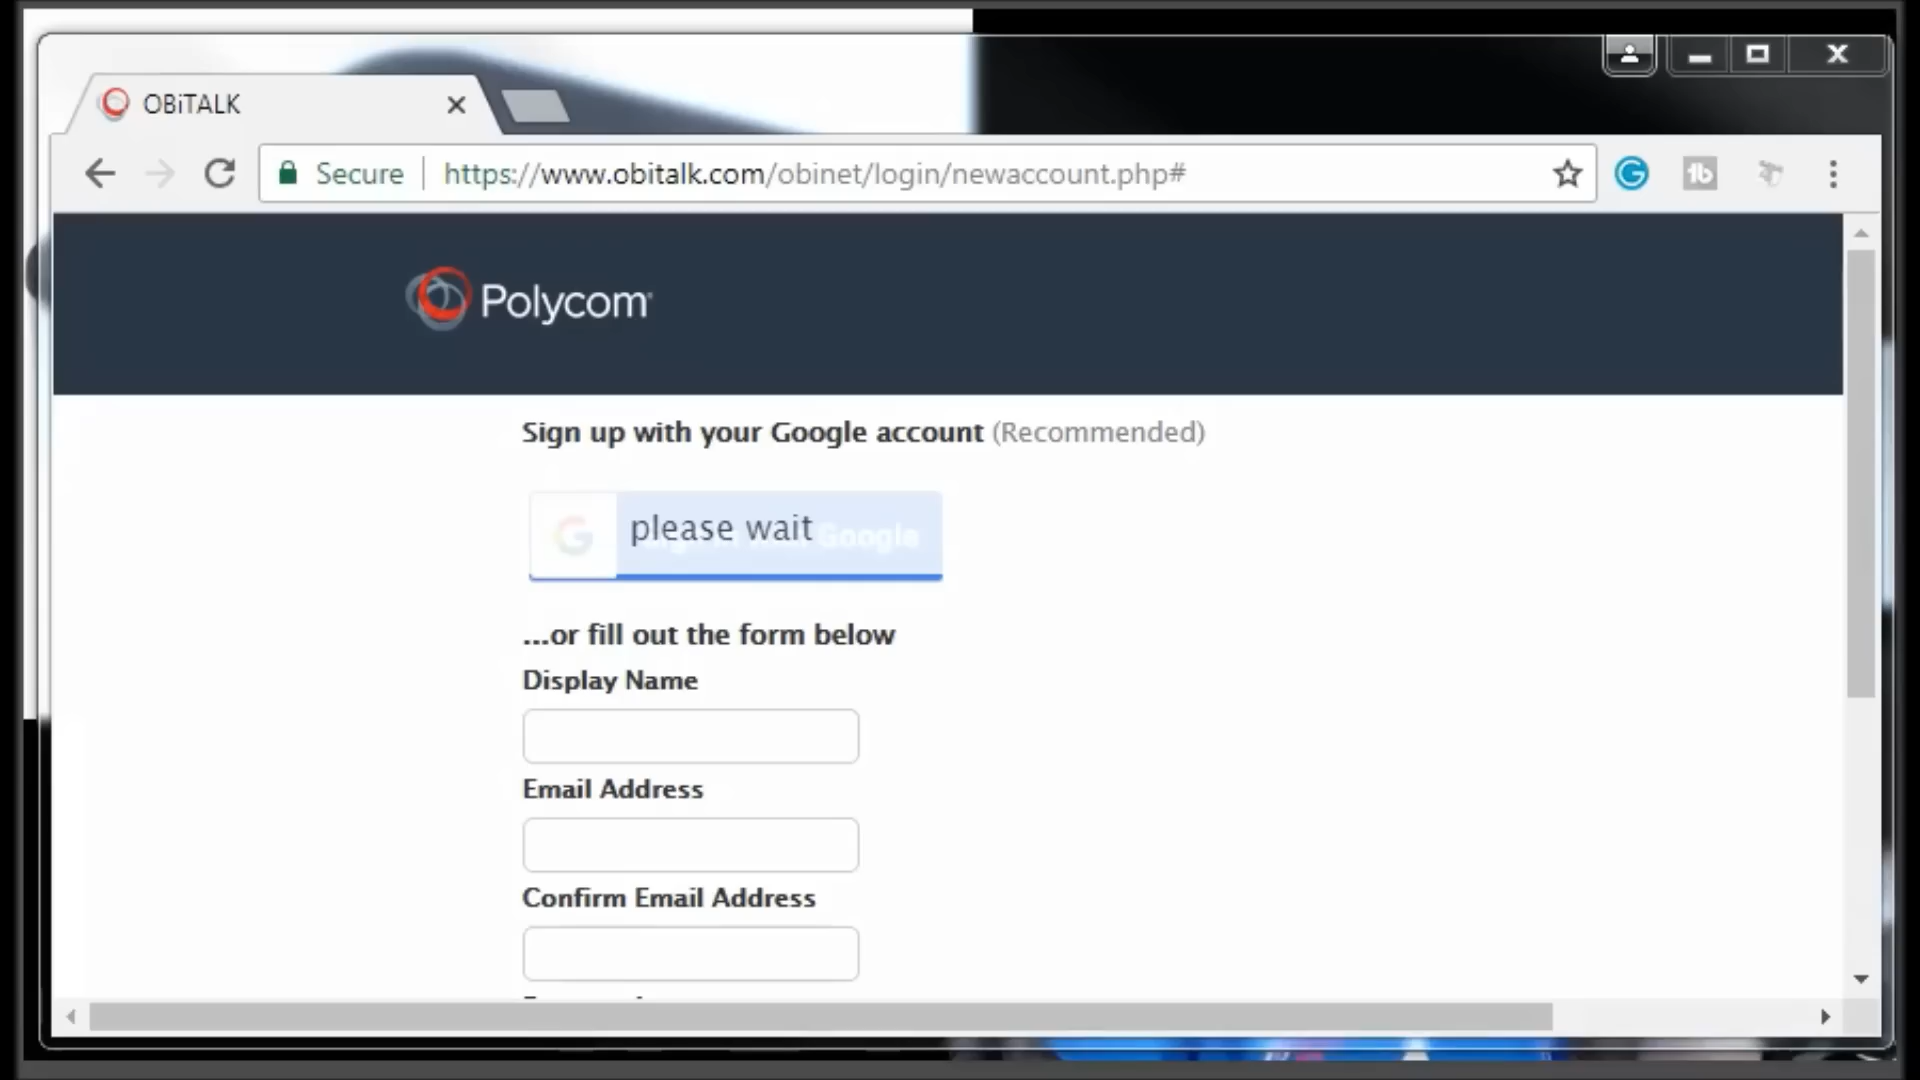 OBiTALK
Secure
https://www.obitalk.com/obinet/login/newaccount.php#
Polycom
Sign up with your Google account (Recommended)
please wait
Google
...or fill out the form below
Display Name
Email Address
Confirm Email Address